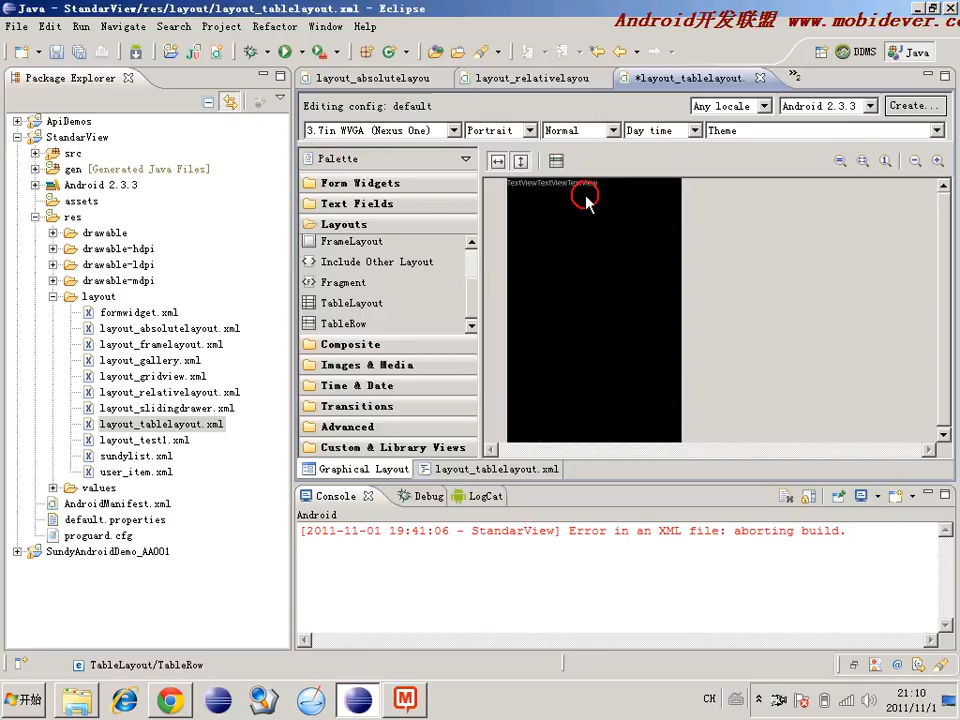 Java - StandarView/res/layout/layout_tablelayout.xml - Eclipse
Android开发联盟 www.mobidever.co
File Edit Run Navigate Search Project Refactor Window Help
DDMS Java
Package Explorer
layout_absolutelayou layout_relativelayou *layout_tablelayout. »2
Editing config: default Any locale Android 2.3.3 Create...
3.7in WVGA (Nexus One) Portrait Normal Day time Theme
Palette
Form Widgets
Text Fields
Layouts
FrameLayout
Include Other Layout
Fragment
TableLayout
TableRow
Composite
Images & Media
Time & Date
Transitions
Advanced
Custom & Library Views
TextViewTextViewTextView
Graphical Layout layout_tablelayout.xml
ApiDemos
StandarView
src
gen [Generated Java Files]
Android 2.3.3
assets
res
drawable
drawable-hdpi
drawable-ldpi
drawable-mdpi
layout
formwidget.xml
layout_absolutelayout.xml
layout_framelayout.xml
layout_gallery.xml
layout_gridview.xml
layout_relativelayout.xml
layout_slidingdrawer.xml
layout_tablelayout.xml
layout_test1.xml
sundylist.xml
user_item.xml
values
AndroidManifest.xml
default.properties
proguard.cfg
SundyAndroidDemo_AA001
Console Debug LogCat
Android
[2011-11-01 19:41:06 - StandarView] Error in an XML file: aborting build.
TableLayout/TableRow
开始
CH
21:10
2011/11/1